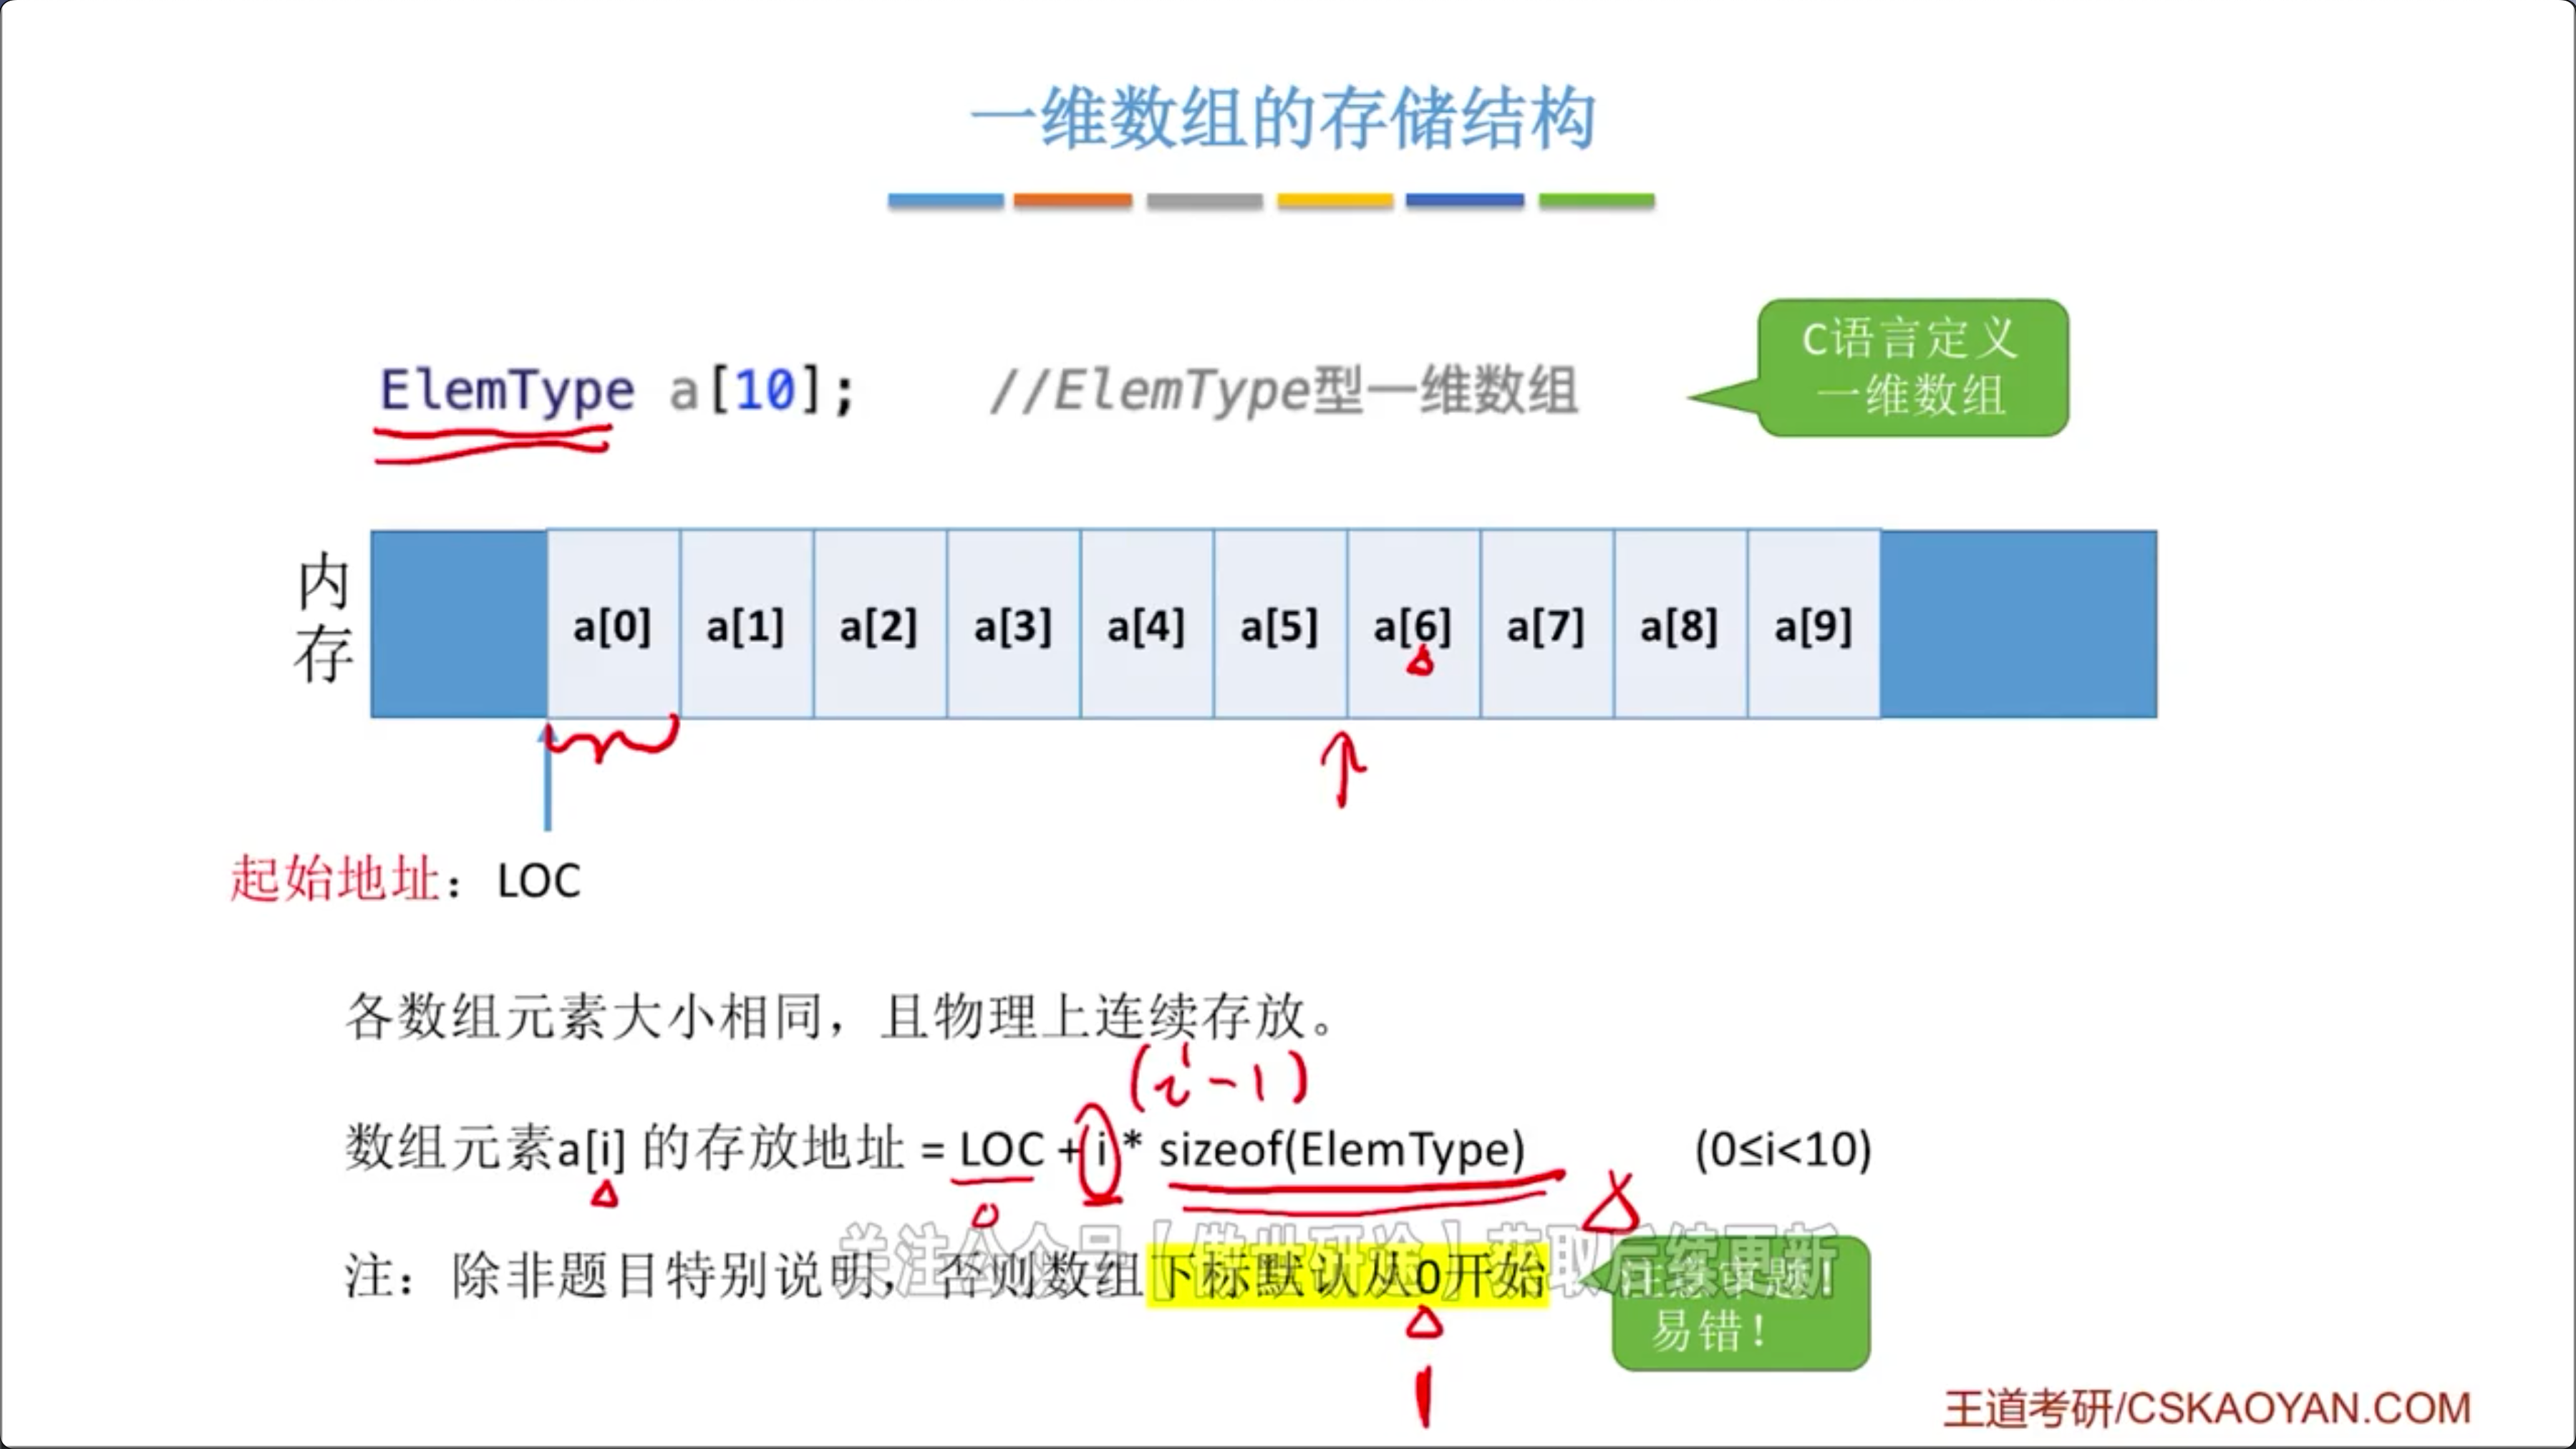 一维数组的存储结构
ElemType a[10]; //ElemType型一维数组
C语言定义
一维数组
内存
a[0] a[1] a[2] a[3] a[4] a[5] a[6] a[7] a[8] a[9]
起始地址：LOC
各数组元素大小相同，且物理上连续存放。
(i-1)
数组元素a[i] 的存放地址 = LOC + i * sizeof(ElemType) (0≤i<10)
0
关注公众号【傲世研途】获取后续更新
注：除非题目特别说明，否则数组下标默认从0开始
注意审题！
易错！
1
王道考研/CSKAOYAN.COM